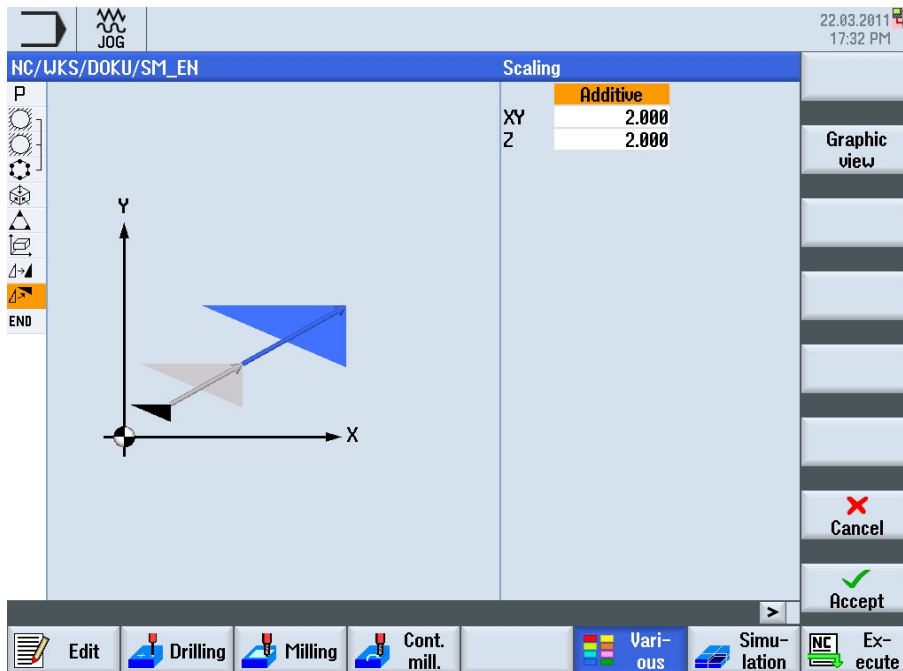 JOG
22.03.2011
17:32 PM
NC/WKS/DOKU/SM_EN
Scaling
P
Additive
XY 2.000
Z 2.000
Graphic
view
Y
END
X
Cancel
Accept
>
Edit
Drilling
Milling
Cont.
mill.
Vari-
ous
Simu-
lation
NC
Ex-
ecute